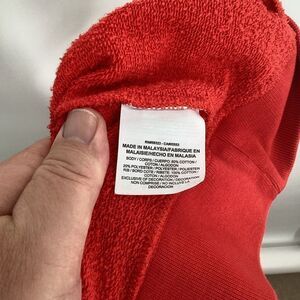 MADE IN MALAYSIA/FABRIQUE EN
MALAISIE/HECHO EN MALASIA
BODY / CORPS / CUERPO: 80% COTTON /
COTON / ALGODON
20% POLYESTER / POLYESTER / POLIESTER
RIB / BORD COTE / RIBETE: 100% COTTON /
COTON / ALGODON
EXCLUSIVE OF DECORATION / DECORATION
NON COMPRISE / NO INCLUYE LA
DECORACION